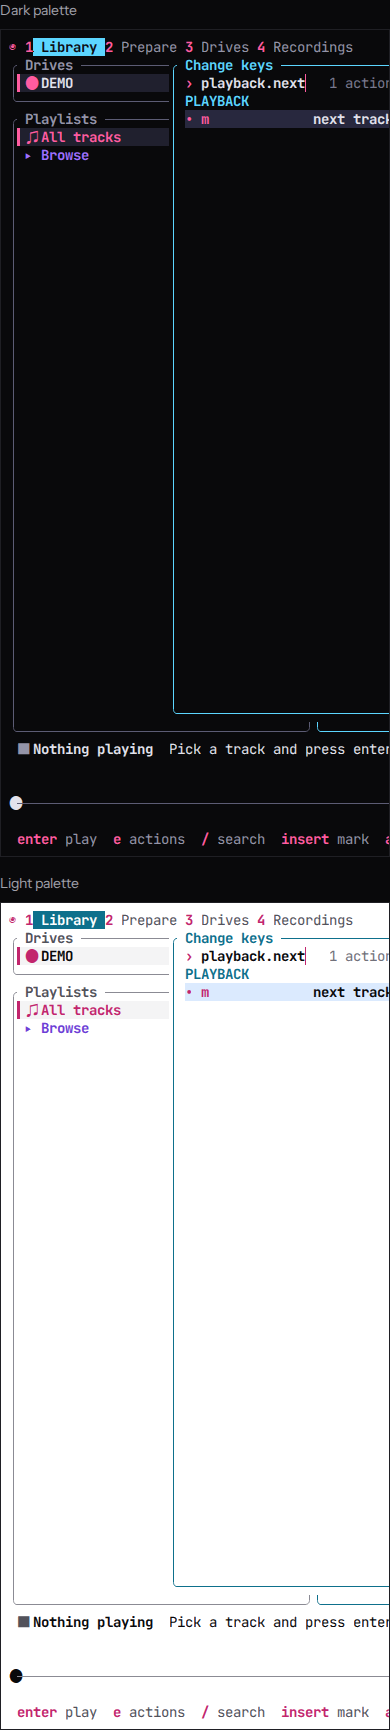 Dark palette
1 Library 2 Prepare 3 Drives 4 Recordings
Drives
Change keys
DEMO
› playback.next 1 action
PLAYBACK
Playlists
• m next track
♫ All tracks
▸ Browse
Nothing playing Pick a track and press enter
enter play e actions / search insert mark a
Light palette
1 Library 2 Prepare 3 Drives 4 Recordings
Drives
Change keys
DEMO
› playback.next 1 action
PLAYBACK
Playlists
• m next track
♫ All tracks
▸ Browse
Nothing playing Pick a track and press enter
enter play e actions / search insert mark a